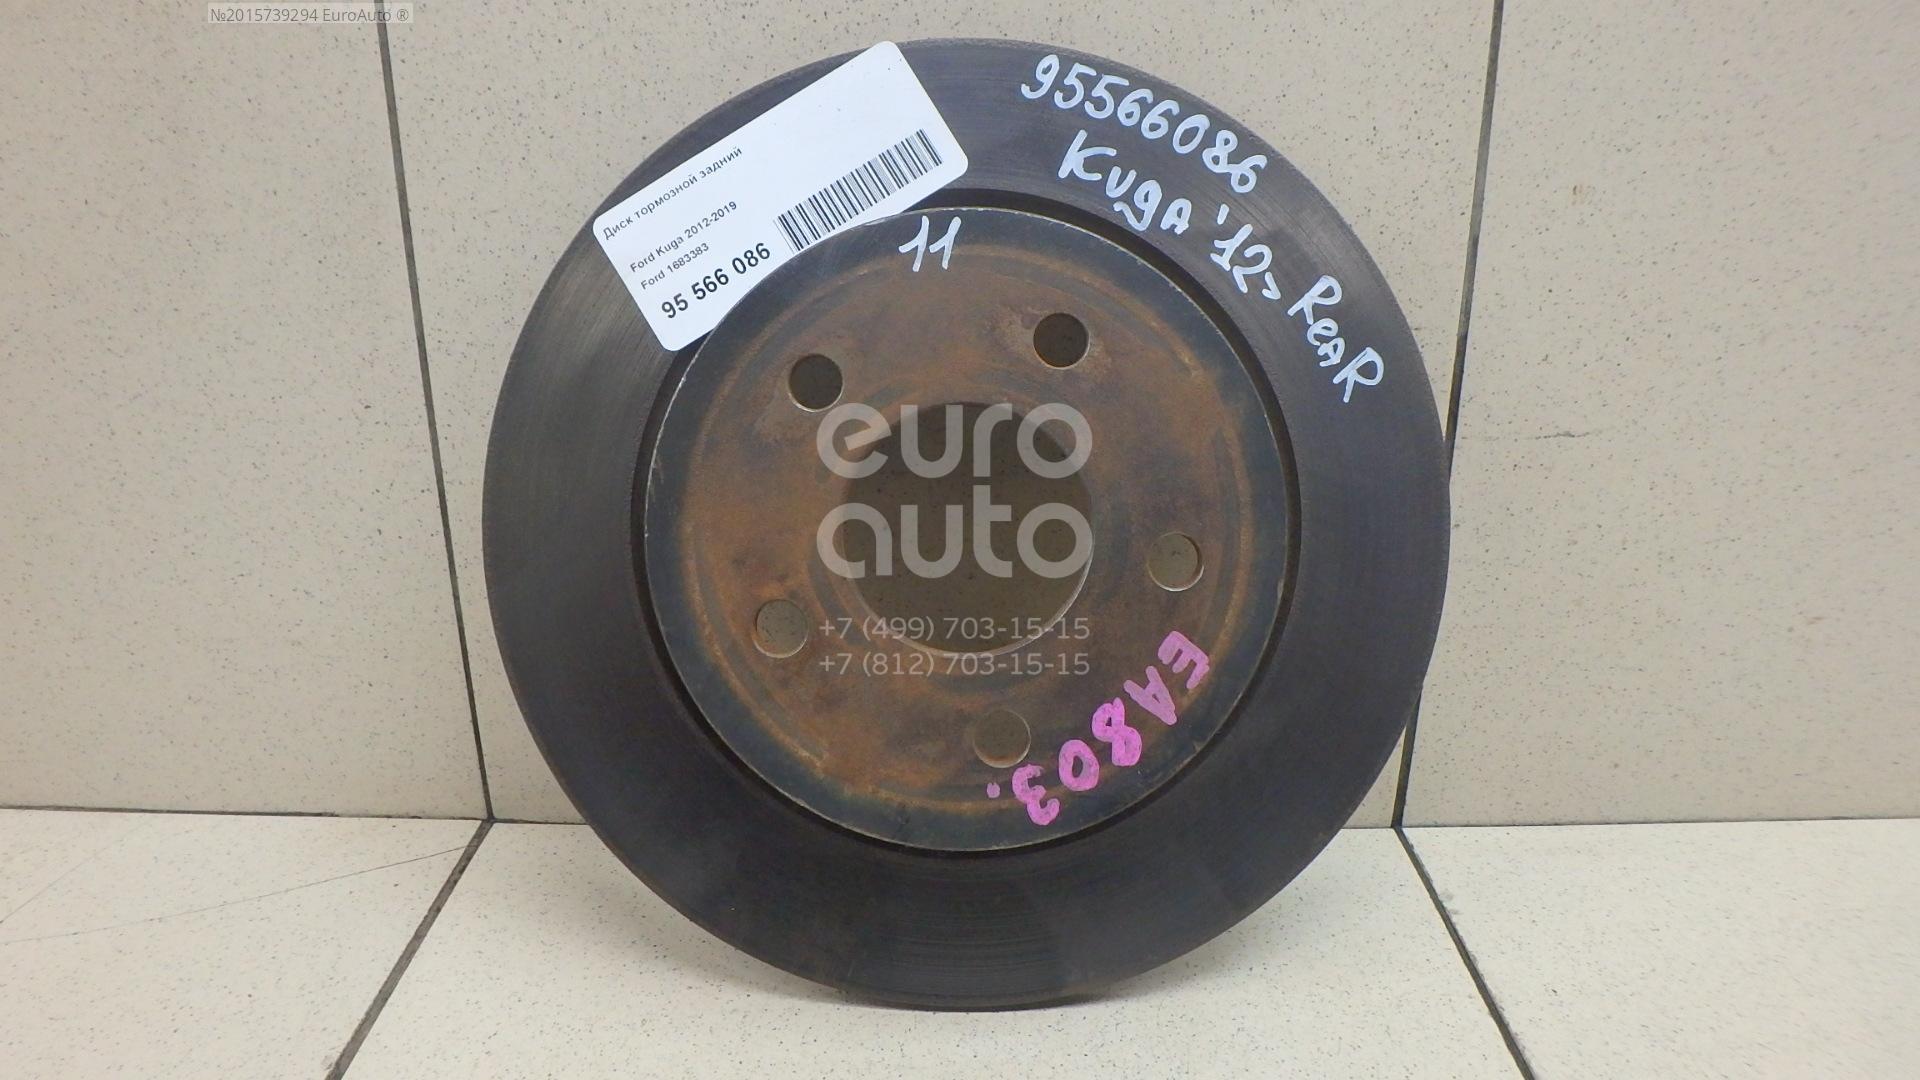 №2015739294 EuroAuto ®
Диск тормозной задний
Ford Kuga 2012-2019
Ford 1683383
95 566 086
95566086
Kuga '12> ReaR
11
euro
auto
+7 (499) 703-15-15
+7 (812) 703-15-15
EA803.